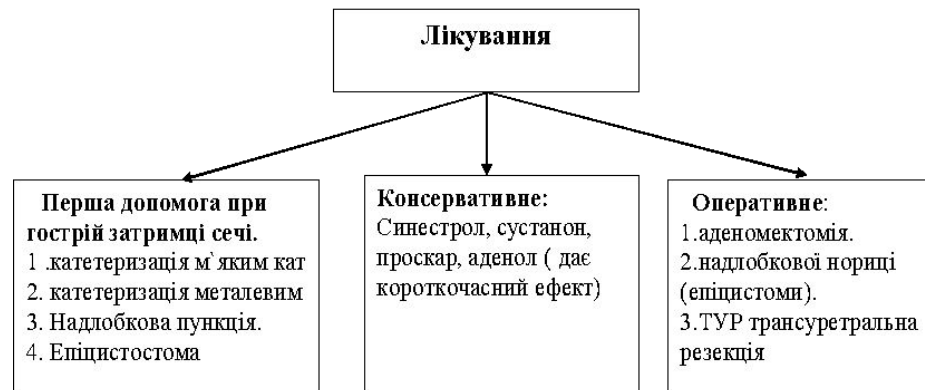 Лікування
Перша допомога при
гострій затримці сечі.
1 .катетеризація м`яким кат
2. катетеризація металевим
3. Надлобкова пункція.
4. Епіцистостома
Консервативне:
Синестрол, сустанон,
проскар, аденол ( дає
короткочасний ефект)
Оперативне:
1.аденомектомія.
2.надлобкової нориці
(епіцистоми).
3.ТУР трансуретральна
резекція